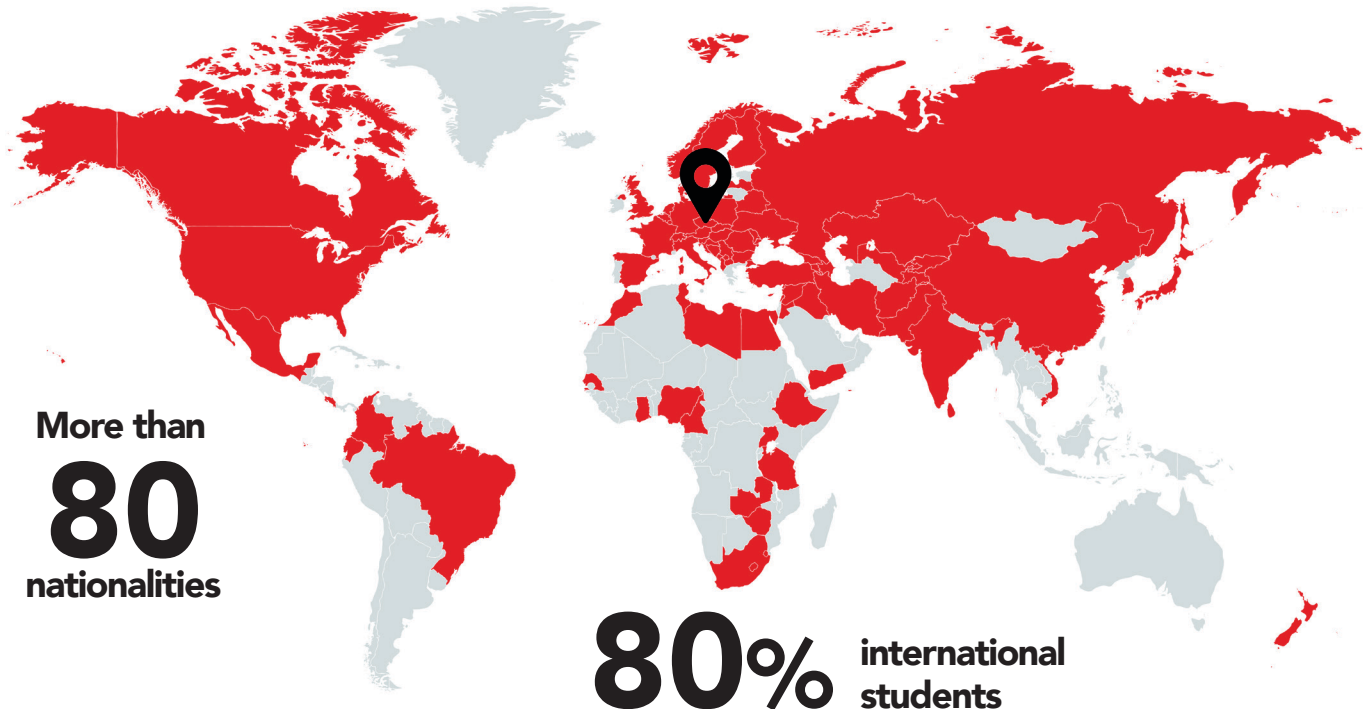 More than
80
nationalities
80% international
students